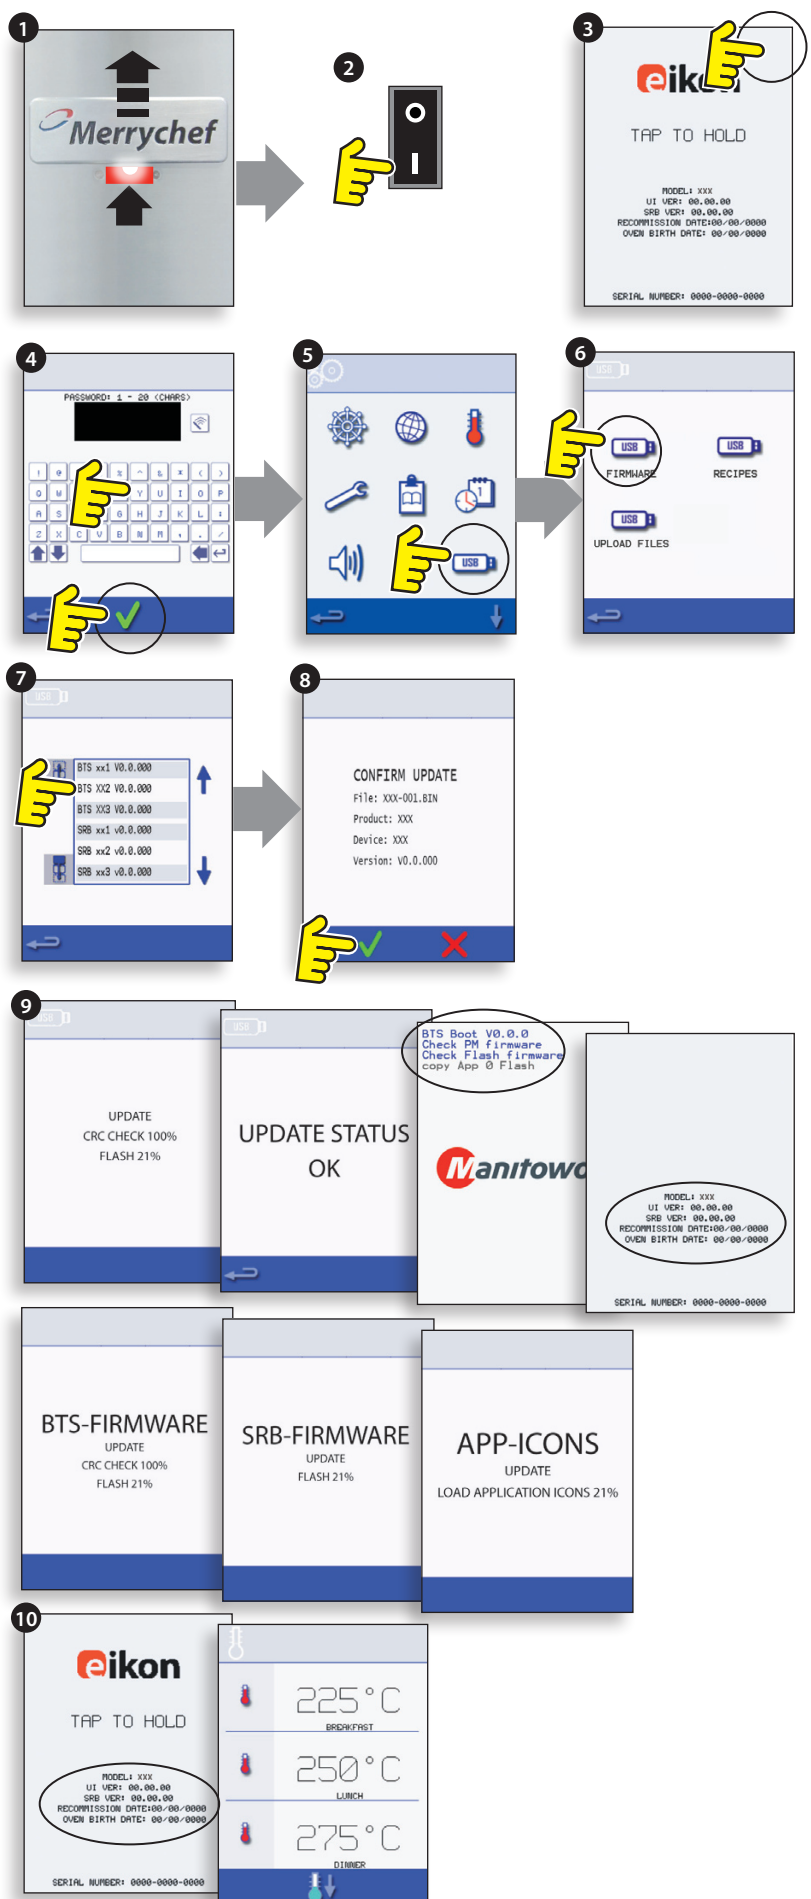 1
Merrychef
2
3
eik
TAP TO HOLD
MODEL: XXX
UI VER: 00.00.00
SRB VER: 00.00.00
RECOMMISSION DATE:00/00/0000
OVEN BIRTH DATE: 00/00/0000
SERIAL NUMBER: 0000-0000-0000
4
PASSWORD: 1 - 20 (CHARS)
! @ % ^ & * ( )
Q W Y U I O P
A S G H J K L :
Z X C V B N M , . /
5
1
USB
6
USB
USB
USB
FIRMWARE
RECIPES
USB
UPLOAD FILES
7
USB
BTS xx1 V0.0.000
BTS XX2 V0.0.000
BTS XX3 V0.0.000
SRB xx1 v0.0.000
SRB xx2 v0.0.000
SRB xx3 v0.0.000
8
CONFIRM UPDATE
File: XXX-001.BIN
Product: XXX
Device: XXX
Version: V0.0.000
9
USB
UPDATE
CRC CHECK 100%
FLASH 21%
USB
UPDATE STATUS
OK
BTS Boot V0.0.0
Check PM firmware
Check Flash firmware
copy App 0 Flash
Manitowo
MODEL: XXX
UI VER: 00.00.00
SRB VER: 00.00.00
RECOMMISSION DATE:00/00/0000
OVEN BIRTH DATE: 00/00/0000
SERIAL NUMBER: 0000-0000-0000
BTS-FIRMWARE
UPDATE
CRC CHECK 100%
FLASH 21%
SRB-FIRMWARE
UPDATE
FLASH 21%
APP-ICONS
UPDATE
LOAD APPLICATION ICONS 21%
10
eikon
TAP TO HOLD
MODEL: XXX
UI VER: 00.00.00
SRB VER: 00.00.00
RECOMMISSION DATE:00/00/0000
OVEN BIRTH DATE: 00/00/0000
SERIAL NUMBER: 0000-0000-0000
225°C
BREAKFAST
250°C
LUNCH
275°C
DINNER